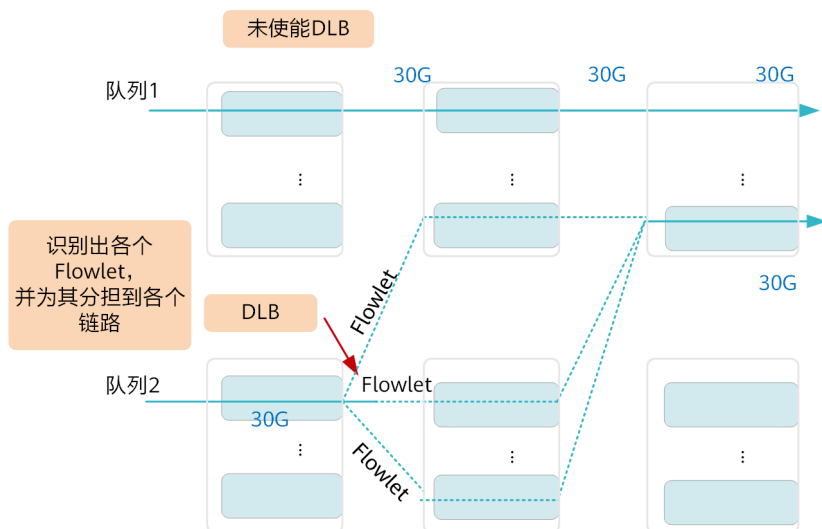 未使能DLB
30G
30G
30G
队列1
⋮
⋮
⋮
识别出各个
Flowlet,
并为其分担到各个
链路
Flowlet
30G
DLB
队列2
Flowlet
30G
⋮
Flowlet
⋮
⋮